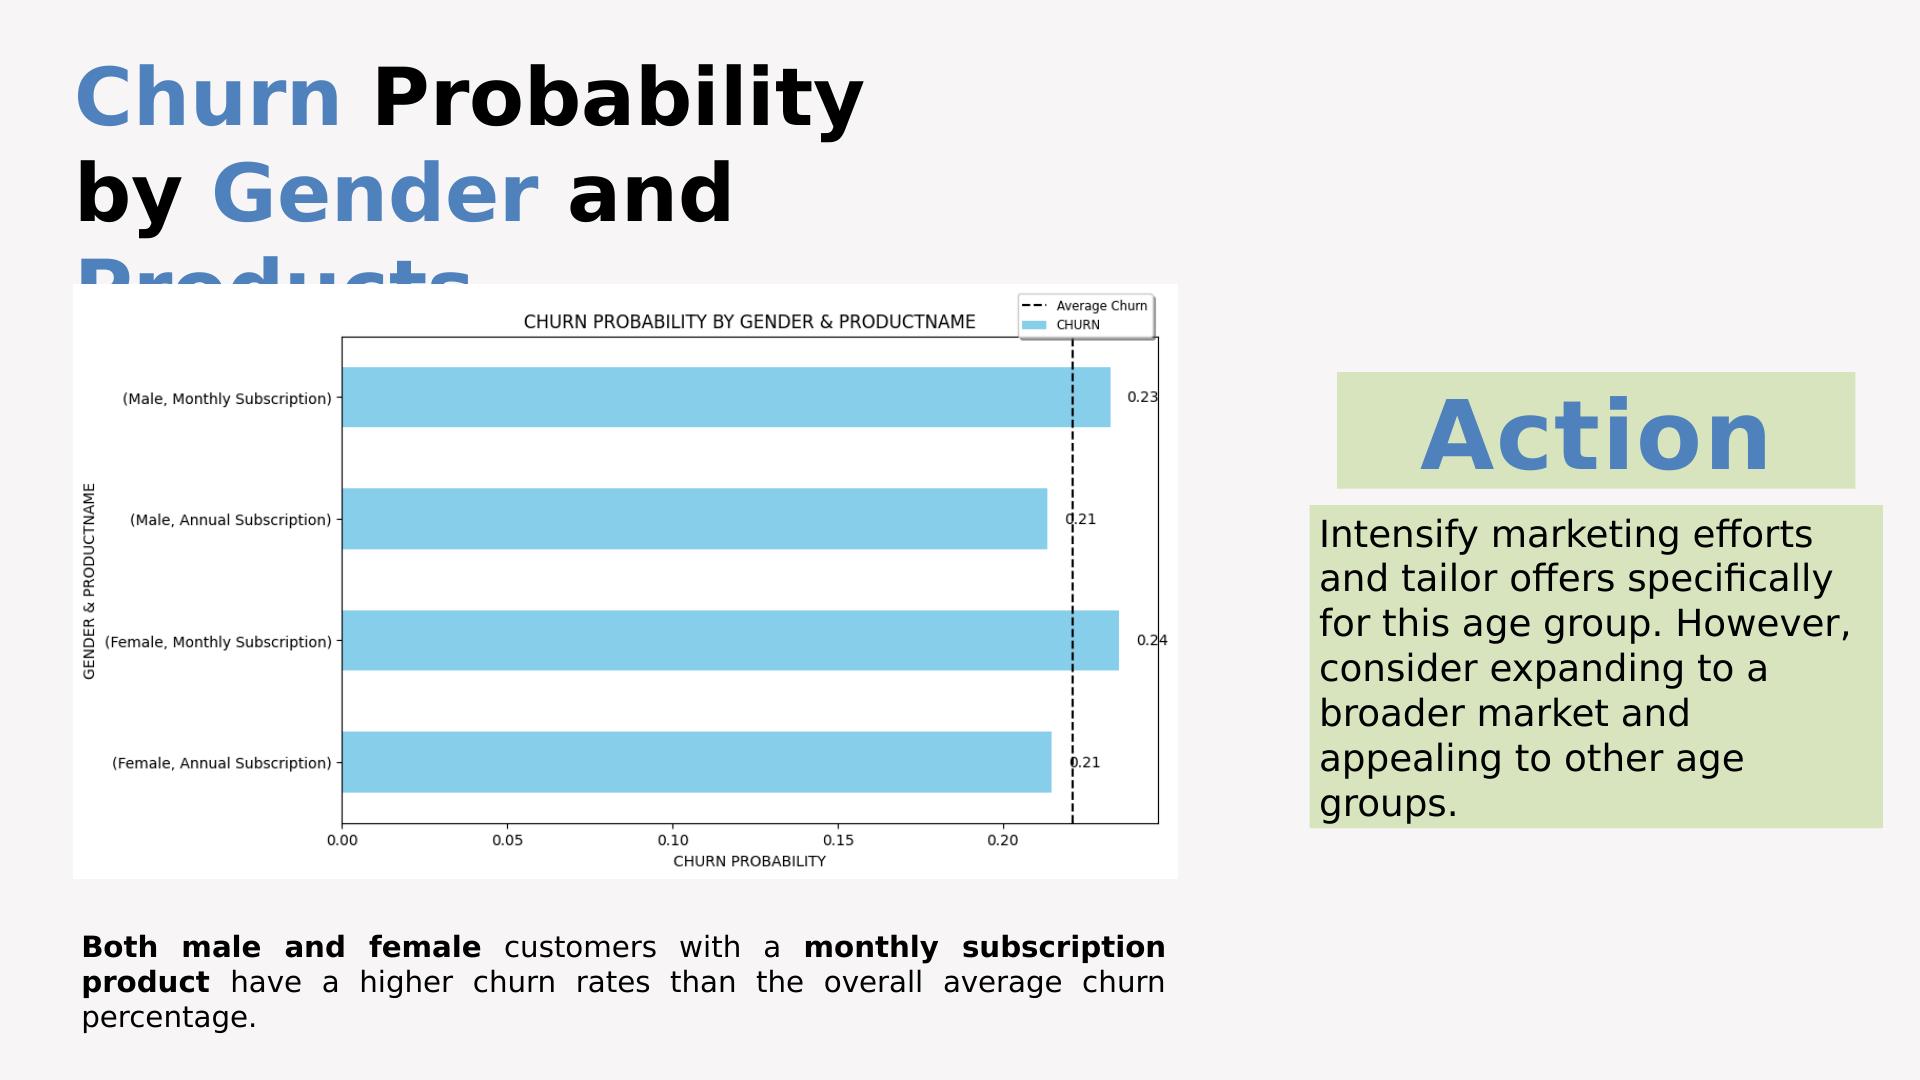 Churn Probability
by Gender and
Products
CHURN PROBABILITY BY GENDER & PRODUCTNAME
Average Churn
CHURN
(Male, Monthly Subscription)
0.23
(Male, Annual Subscription)
0.21
(Female, Monthly Subscription)
0.24
(Female, Annual Subscription)
0.21
GENDER & PRODUCTNAME
0.00 0.05 0.10 0.15 0.20
CHURN PROBABILITY
Action
Intensify marketing efforts
and tailor offers specifically
for this age group. However,
consider expanding to a
broader market and
appealing to other age
groups.
Both male and female customers with a monthly subscription
product have a higher churn rates than the overall average churn
percentage.